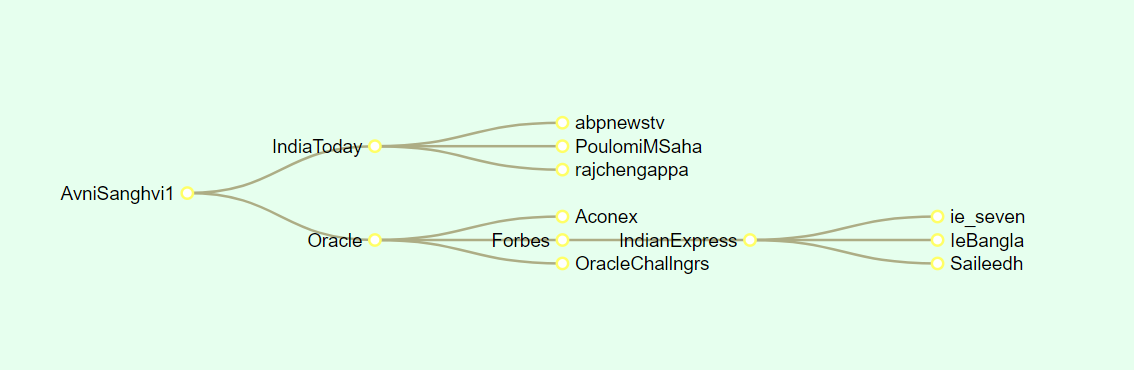 abpnewstv
IndiaToday PoulomiMSaha
rajchengappa
AvniSanghvi1
Aconex ie_seven
Oracle Forbes IndianExpress IeBangla
OracleChallngrs Saileedh